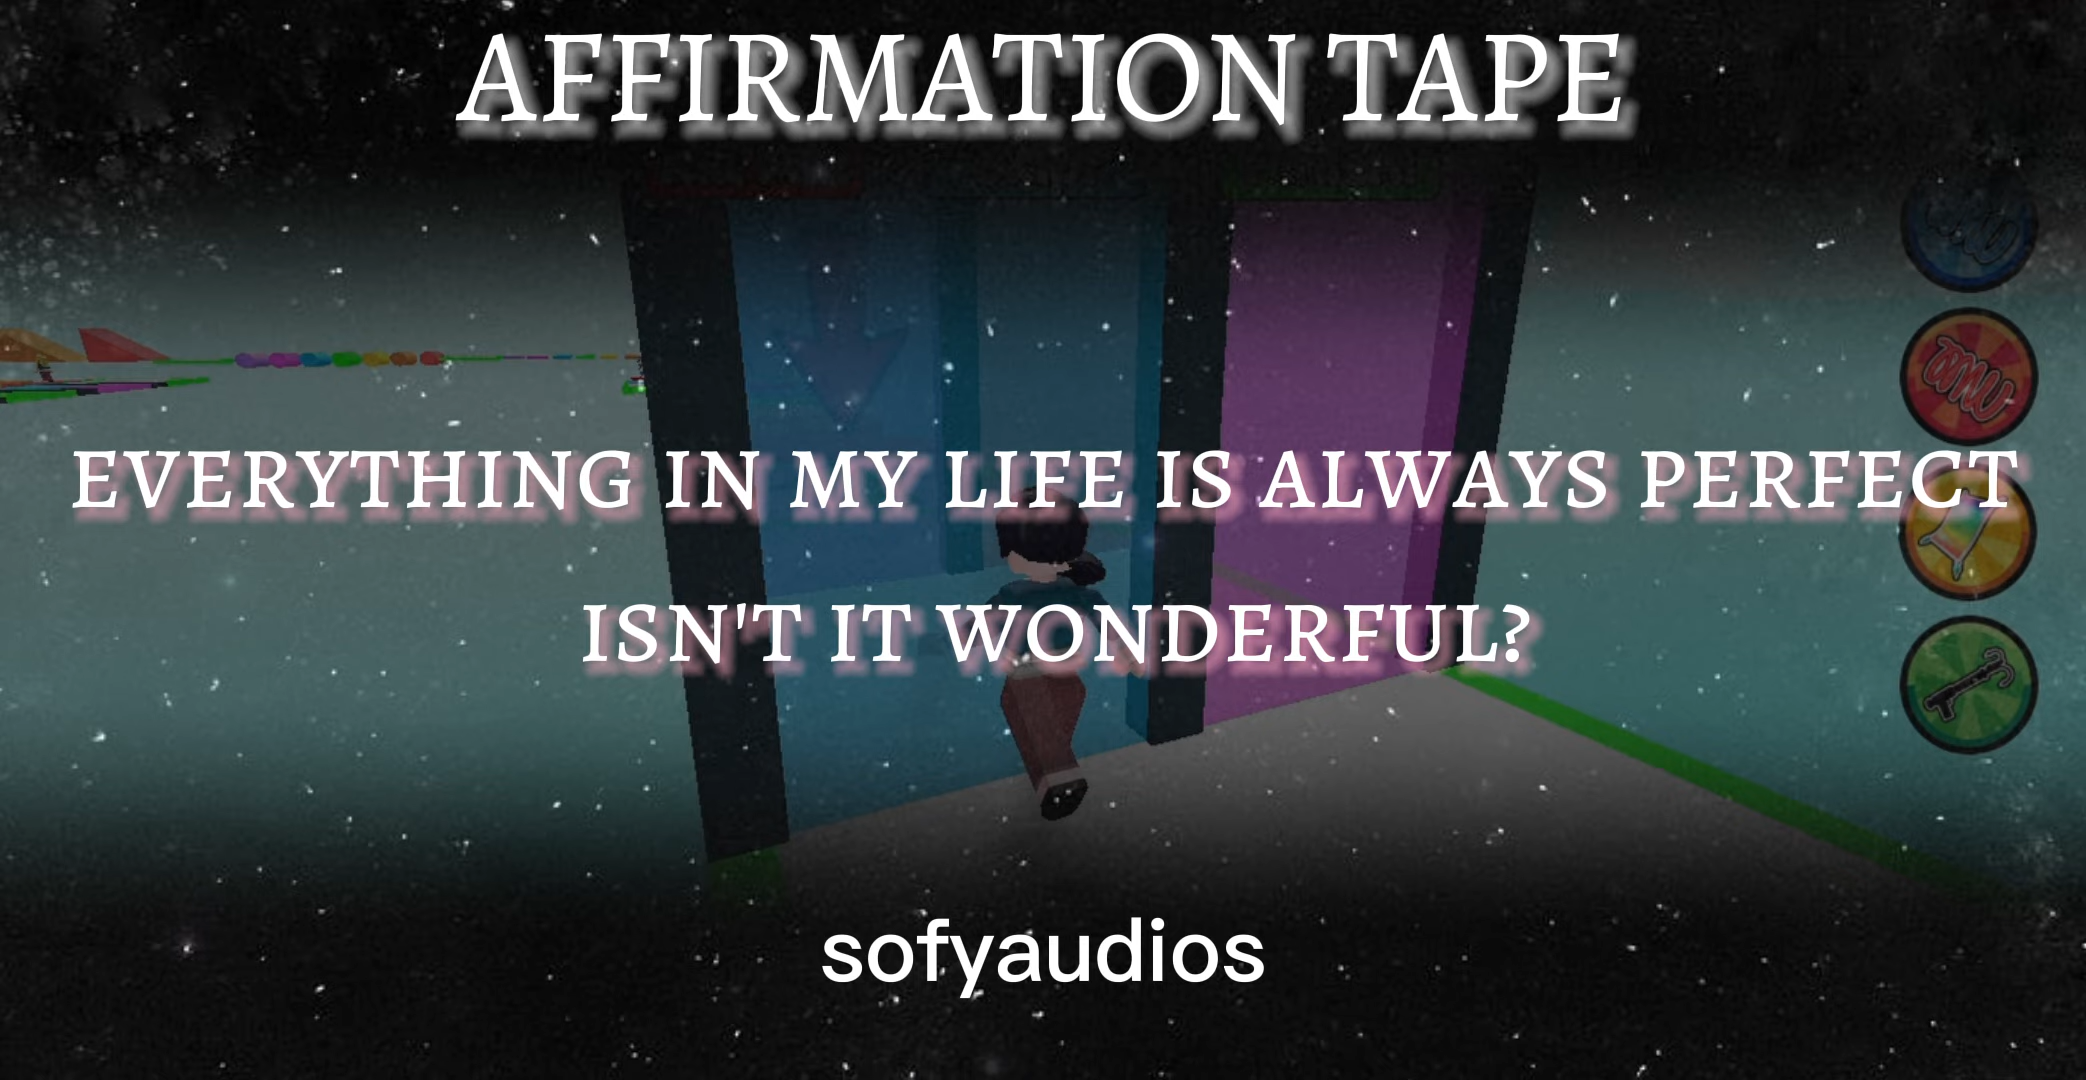 AFFIRMATION TAPE
EVERYTHING IN MY LIFE IS ALWAYS PERFECT
ISN'T IT WONDERFUL?
sofyaudios